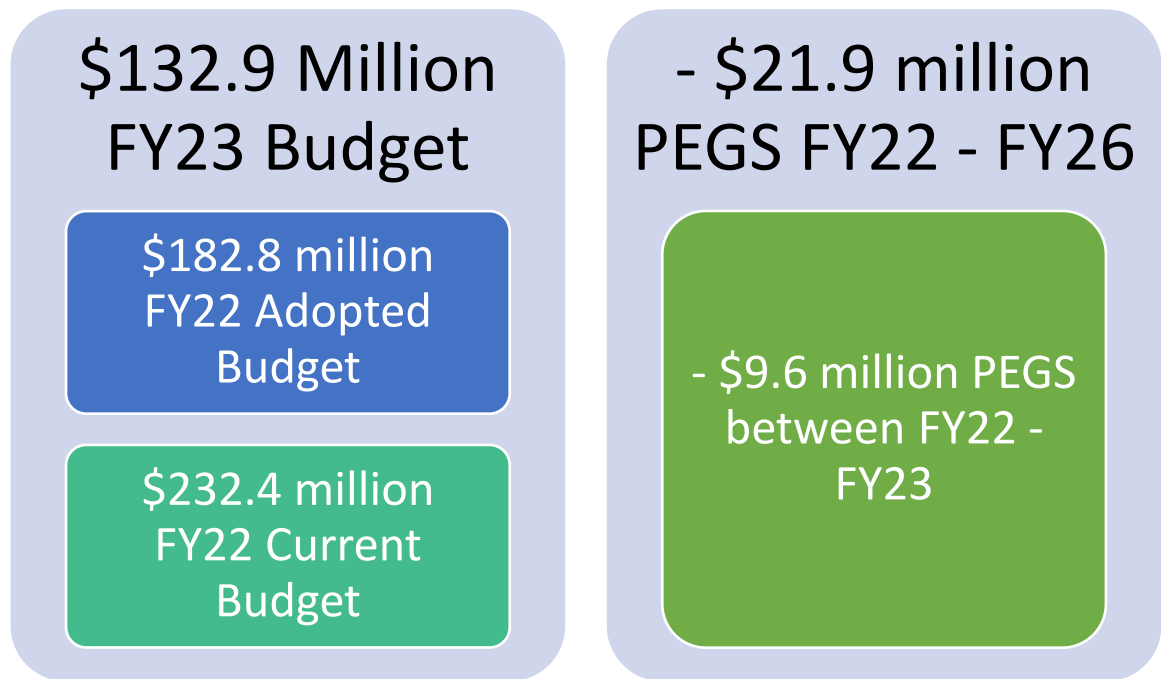 $132.9 Million
FY23 Budget
$182.8 million
FY22 Adopted
Budget
$232.4 million
FY22 Current
Budget
- $21.9 million
PEGS FY22 - FY26
- $9.6 million PEGS
between FY22 -
FY23